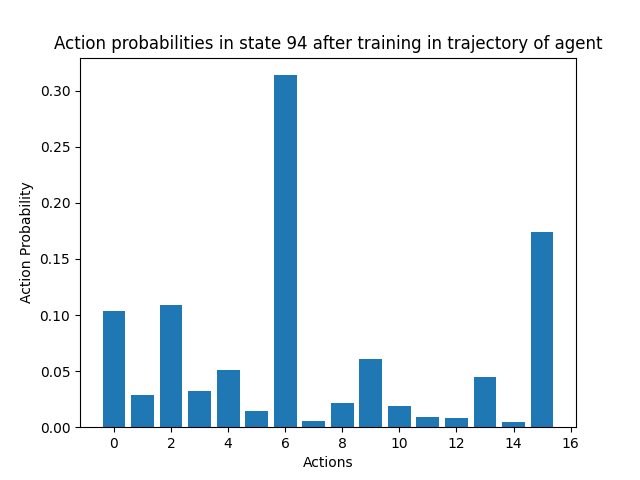 Action probabilities in state 94 after training in trajectory of agent
0.30
0.25
0.20
0.15
0.10
0.05
0.00
Action Probability
0 2 4 6 8 10 12 14 16
Actions